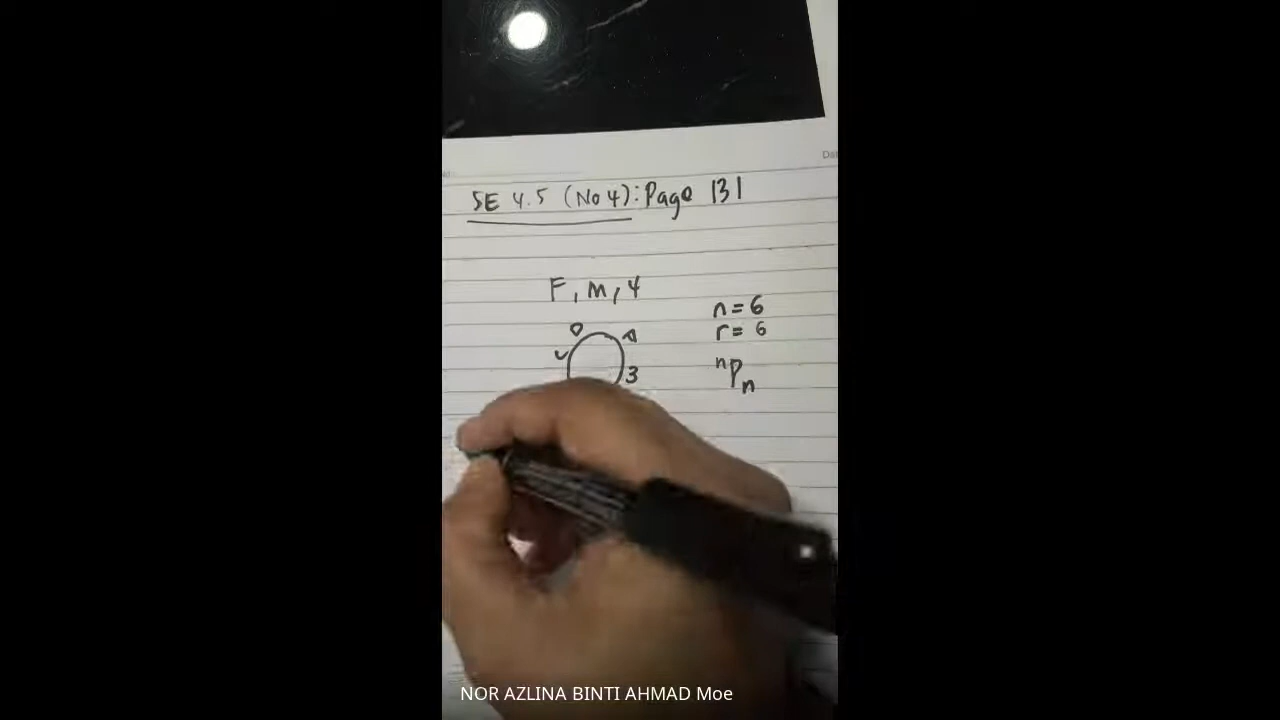 SE 4.5 (No 4): Page 131
F, M, 4
n = 6
r = 6
3
nPn
NOR AZLINA BINTI AHMAD Moe